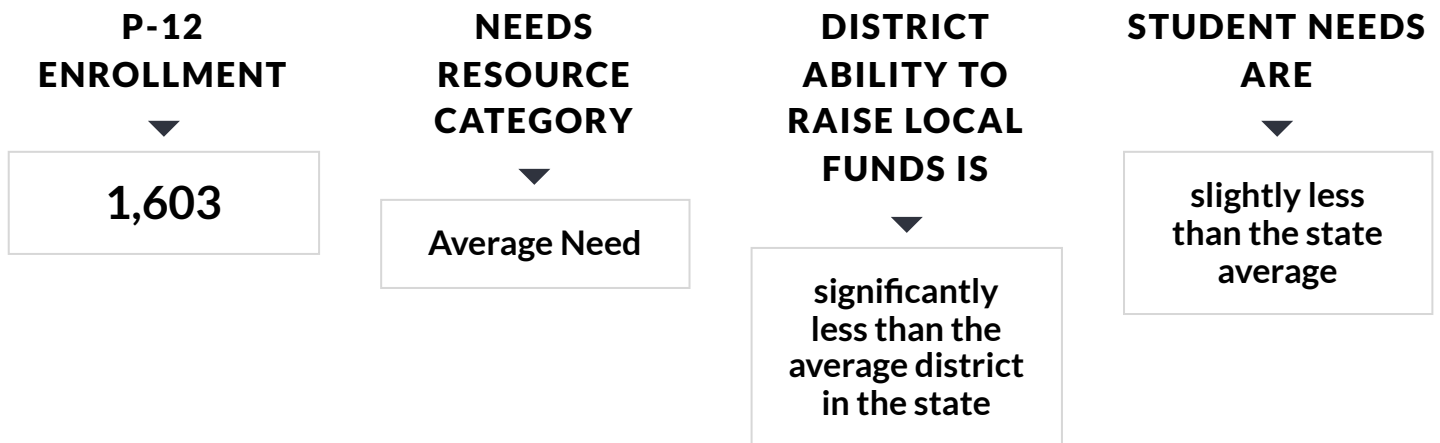 P-12
ENROLLMENT
1,603
NEEDS
RESOURCE
CATEGORY
Average Need
DISTRICT
ABILITY TO
RAISE LOCAL
FUNDS IS
significantly
less than the
average district
in the state
STUDENT NEEDS
ARE
slightly less
than the state
average